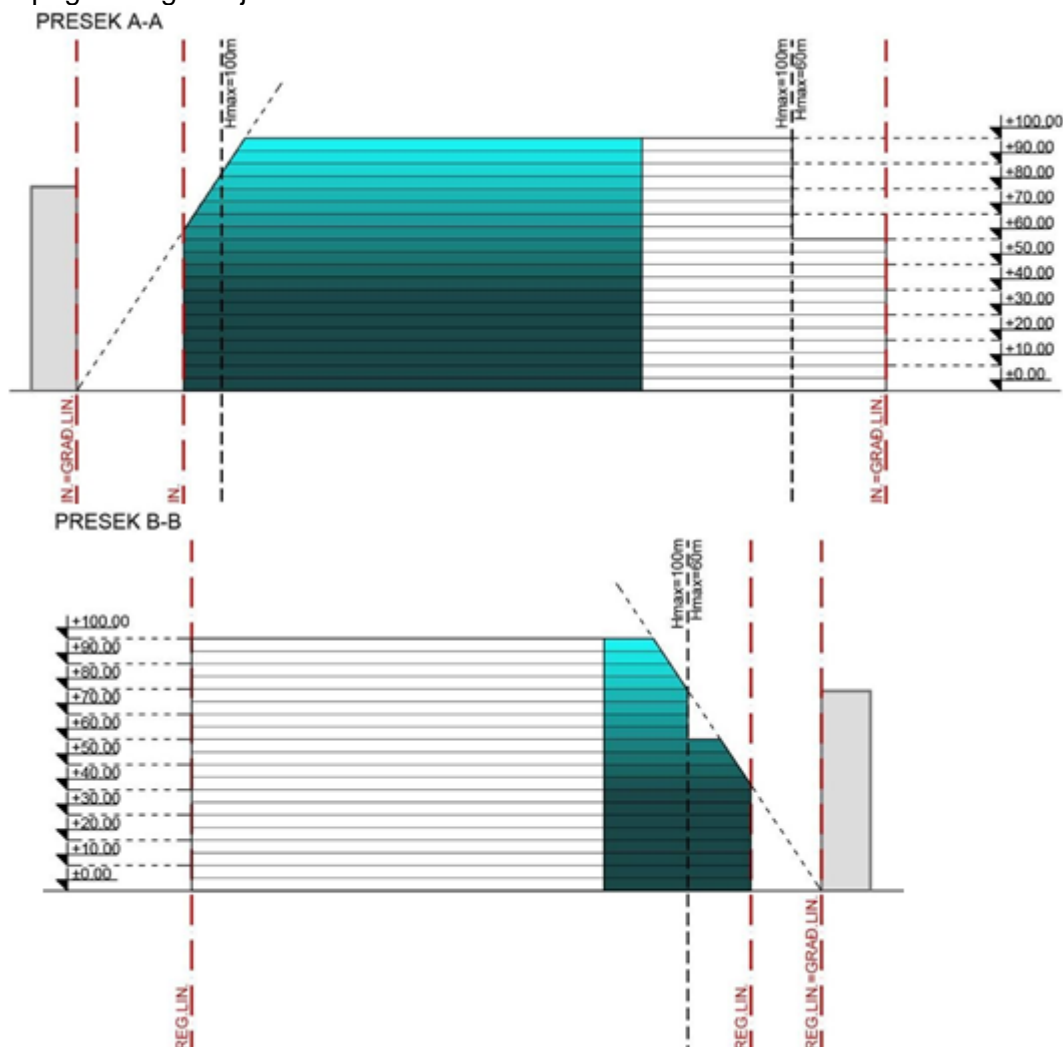 PRESEK A-A
Hmax=100m
Hmax=100m
Hmax=60m
+100.00
+90.00
+80.00
+70.00
+60.00
+50.00
+40.00
+30.00
+20.00
+10.00
±0.00
IN.=GRAĐ.LIN.
IN.
IN.=GRAĐ.LIN.
PRESEK B-B
Hmax=100m
Hmax=60m
+100.00
+90.00
+80.00
+70.00
+60.00
+50.00
+40.00
+30.00
+20.00
+10.00
±0.00
REG.LIN.
REG.LIN.
REG.LIN.=GRAĐ.LIN.